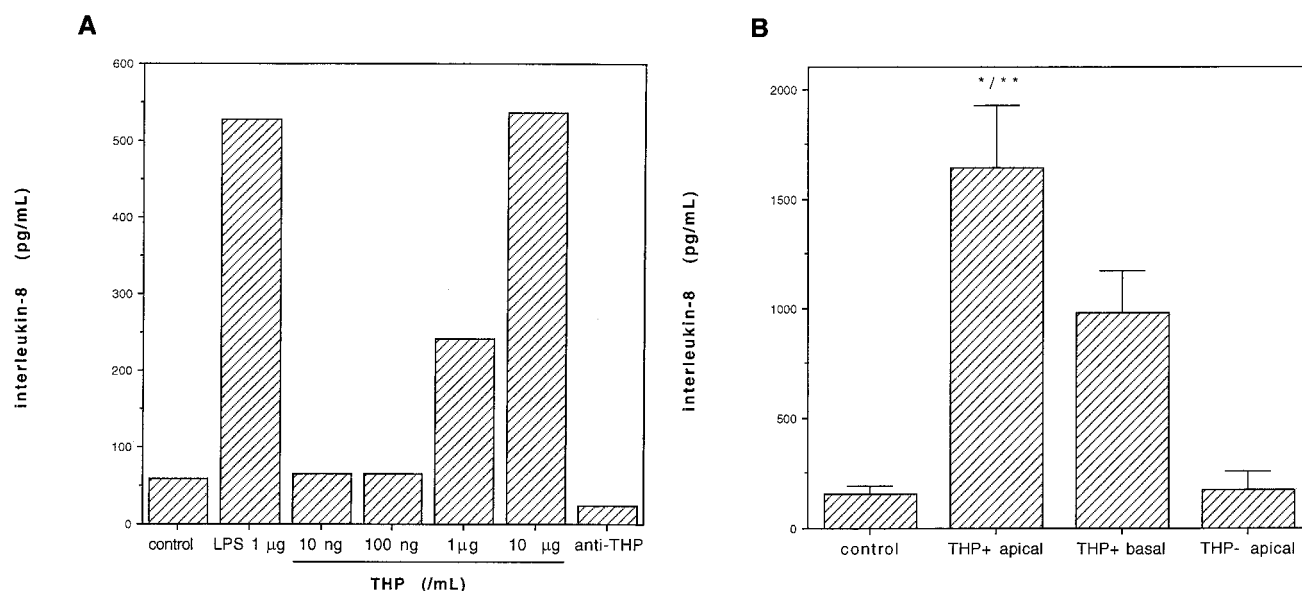 A
interleukin-8 (pg/mL)
600
500
400
300
200
100
0
control LPS 1 µg 10 ng 100 ng 1µg 10 µg anti-THP
THP (/mL)
B
interleukin-8 (pg/mL)
2000
1500
1000
500
0
*/**
control THP+ apical THP+ basal THP- apical